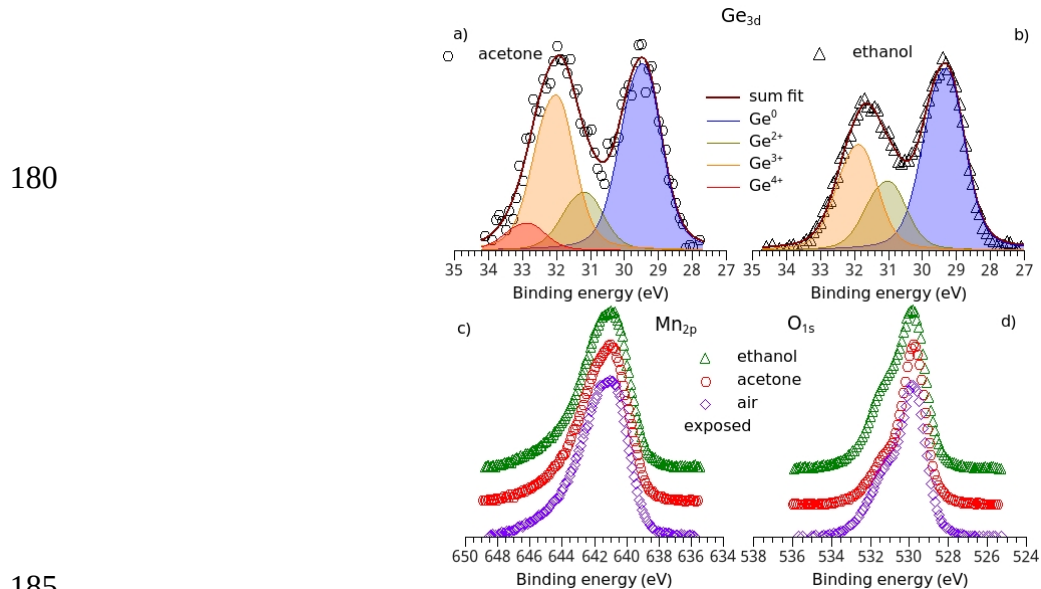 Ge3d
a)
b)
acetone
ethanol
sum fit
Ge0
Ge2+
Ge3+
Ge4+
180
35 34 33 32 31 30 29 28 27
35 34 33 32 31 30 29 28 27
Binding energy (eV)
Binding energy (eV)
c)
Mn2p
O1s
d)
ethanol
acetone
air
exposed
650 648 646 644 642 640 638 636 634
538 536 534 532 530 528 526 524
Binding energy (eV)
Binding energy (eV)
185